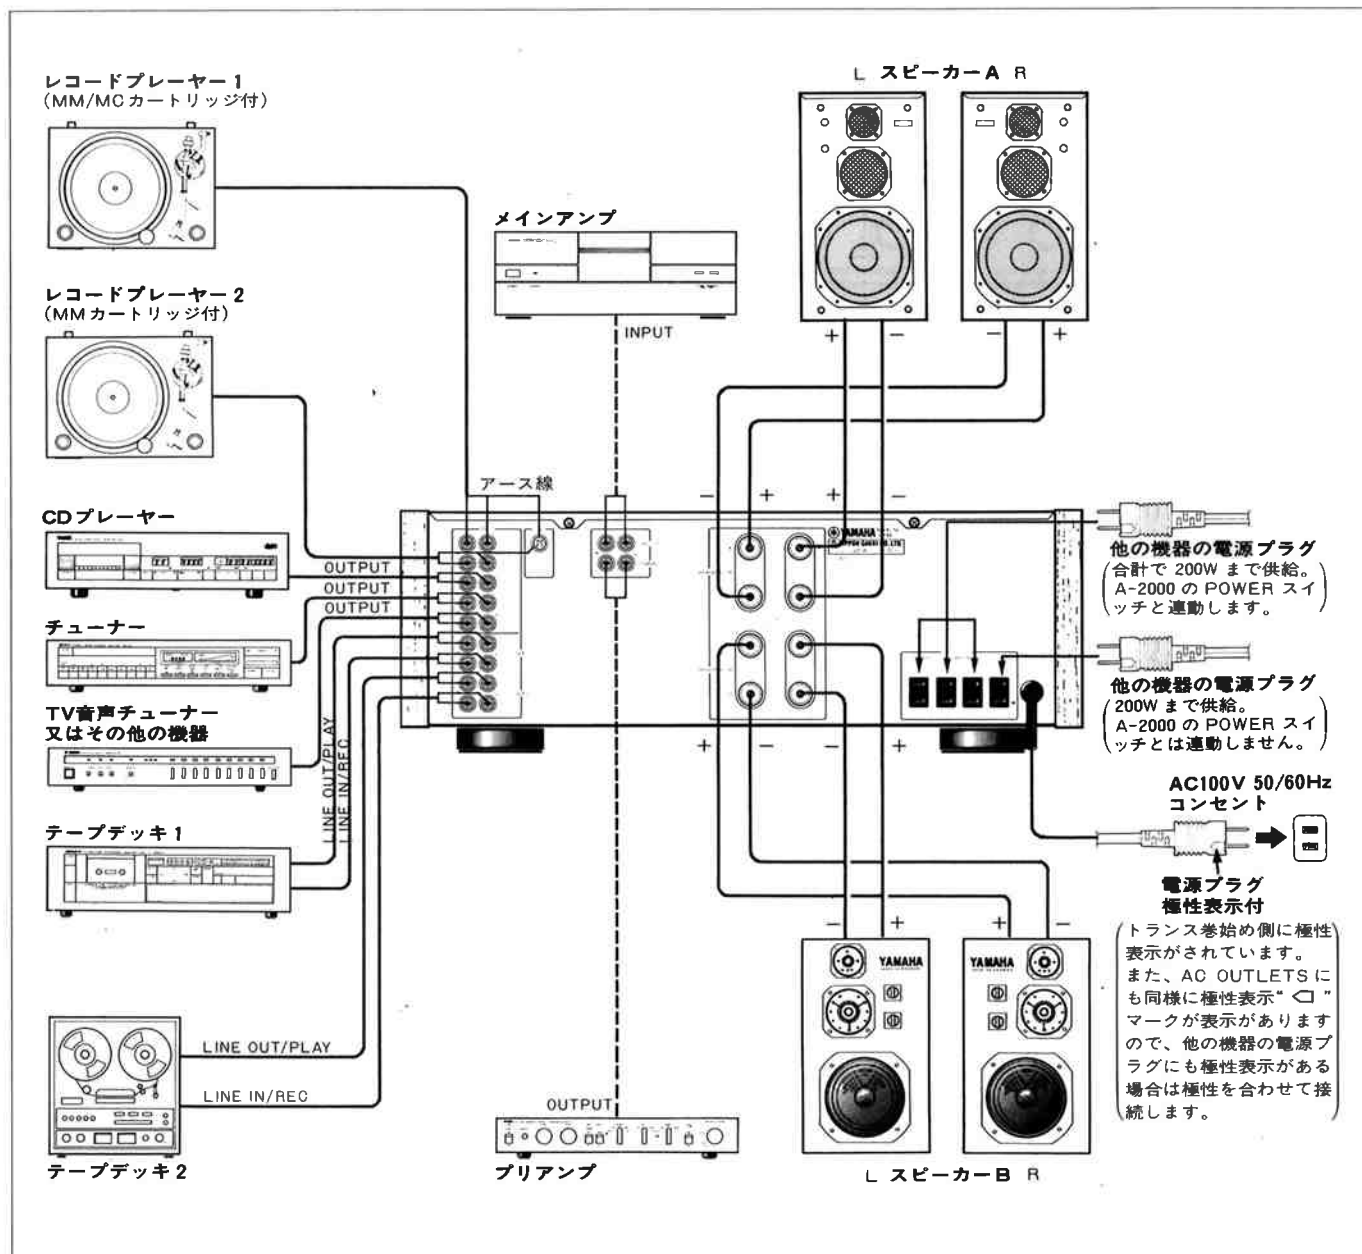 レコードプレーヤー1
(MM/MCカートリッジ付)
L スピーカーA R
メインアンプ
INPUT
+ − − +
レコードプレーヤー2
(MMカートリッジ付)
アース線
− + + −
CDプレーヤー
OUTPUT
OUTPUT
OUTPUT
YAMAHA
NIPPON GAKKI CO. LTD.
他の機器の電源プラグ
合計で 200W まで供給。
A-2000 の POWER スイ
ッチと連動します。
チューナー
他の機器の電源プラグ
200W まで供給。
A-2000 の POWER スイ
ッチとは連動しません。
TV音声チューナー
又はその他の機器
LINE OUT/PLAY
LINE IN/REC
+ − − +
AC100V 50/60Hz
コンセント
テープデッキ1
電源プラグ
極性表示付
トランス巻始め側に極性
表示がされています。
また、AC OUTLETS に
も同様に極性表示“ ”
マークが表示があります
ので、他の機器の電源プ
ラグにも極性表示がある
場合は極性を合わせて接
続します。
− + + −
YAMAHA
YAMAHA
LINE OUT/PLAY
LINE IN/REC
テープデッキ2
OUTPUT
プリアンプ
L スピーカーB R